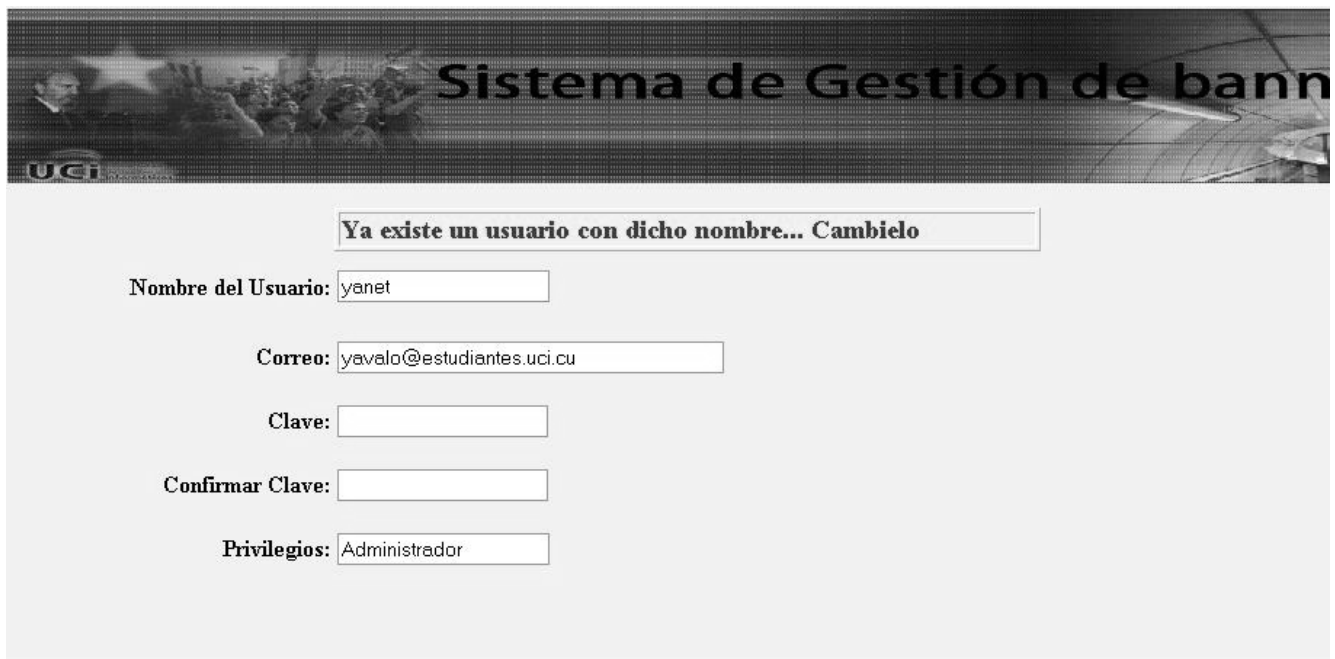 Sistema de Gestión de bann
UCi
Ya existe un usuario con dicho nombre... Cambielo
Nombre del Usuario: yanet
Correo: yavalo@estudiantes.uci.cu
Clave:
Confirmar Clave:
Privilegios: Administrador